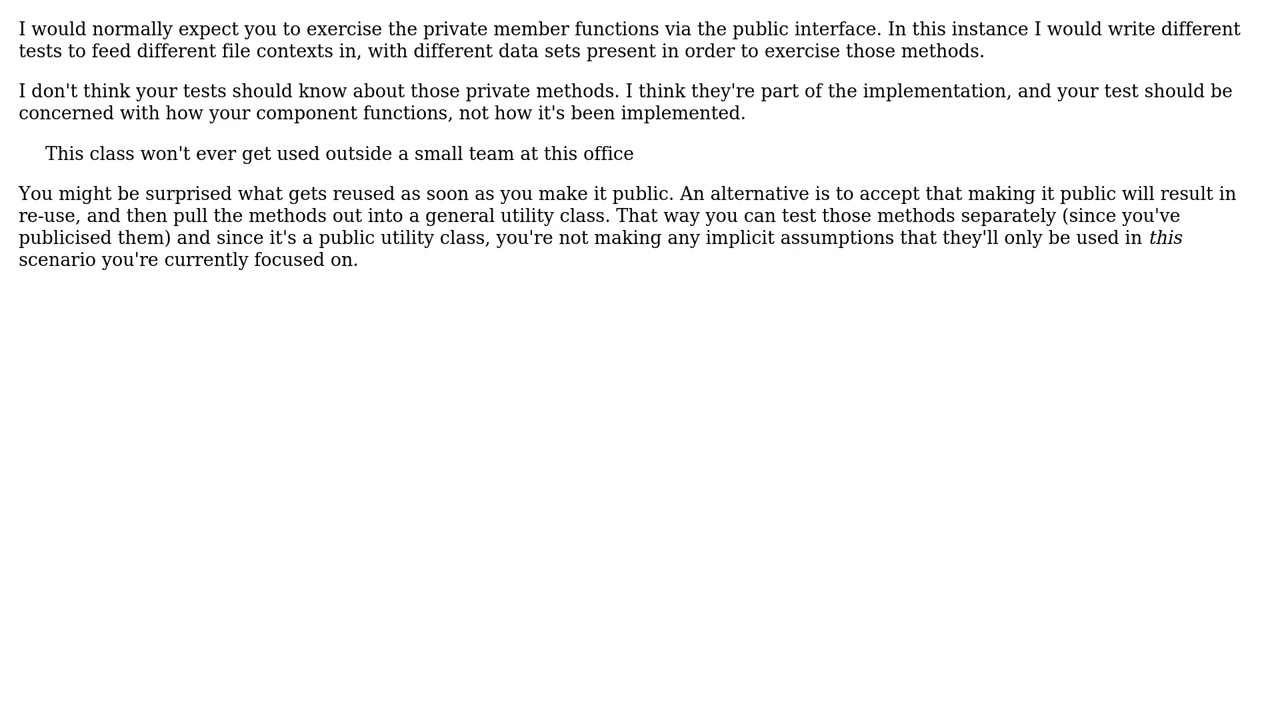 I would normally expect you to exercise the private member functions via the public interface. In this instance I would write different
tests to feed different file contexts in, with different data sets present in order to exercise those methods.
I don't think your tests should know about those private methods. I think they're part of the implementation, and your test should be
concerned with how your component functions, not how it's been implemented.
This class won't ever get used outside a small team at this office
You might be surprised what gets reused as soon as you make it public. An alternative is to accept that making it public will result in
re-use, and then pull the methods out into a general utility class. That way you can test those methods separately (since you've
publicised them) and since it's a public utility class, you're not making any implicit assumptions that they'll only be used in this
scenario you're currently focused on.